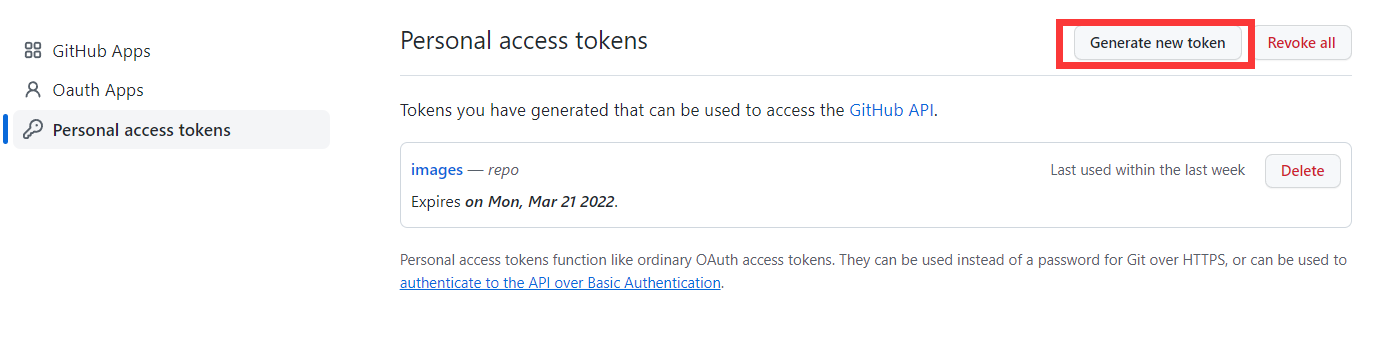 GitHub Apps
Oauth Apps
Personal access tokens
Personal access tokens
Generate new token
Revoke all
Tokens you have generated that can be used to access the GitHub API.
images — repo
Last used within the last week
Delete
Expires on Mon, Mar 21 2022.
Personal access tokens function like ordinary OAuth access tokens. They can be used instead of a password for Git over HTTPS, or can be used to
authenticate to the API over Basic Authentication.